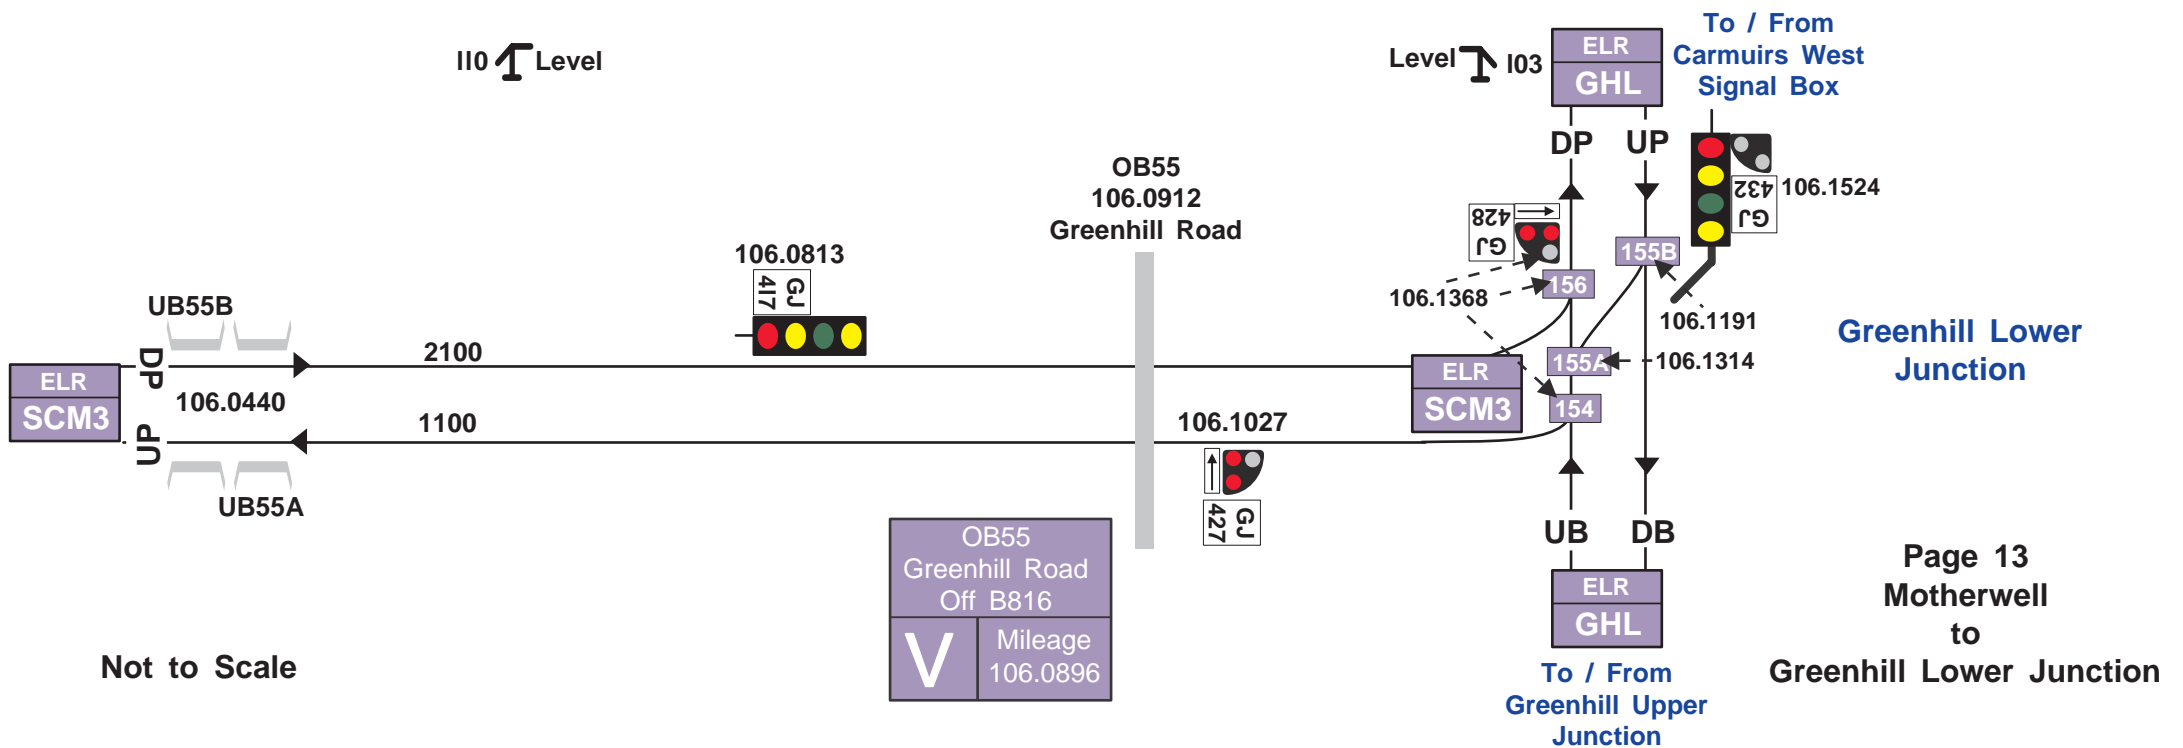 II0 Level
Level I03
ELR
GHL
To / From
Carmuirs West
Signal Box
DP UP
OB55
106.0912
Greenhill Road
GJ
428
GJ
432
106.1524
106.0813
GJ
4I7
155B
156
106.1368
106.1191
UB55B
DP
2100
ELR
SCM3
106.0440
UP
1100
UB55A
106.1027
GJ
427
ELR
SCM3
155A
106.1314
154
Greenhill Lower
Junction
UB DB
ELR
GHL
To / From
Greenhill Upper
Junction
OB55
Greenhill Road
Off B816
V
Mileage
106.0896
Not to Scale
Page 13
Motherwell
to
Greenhill Lower Junction